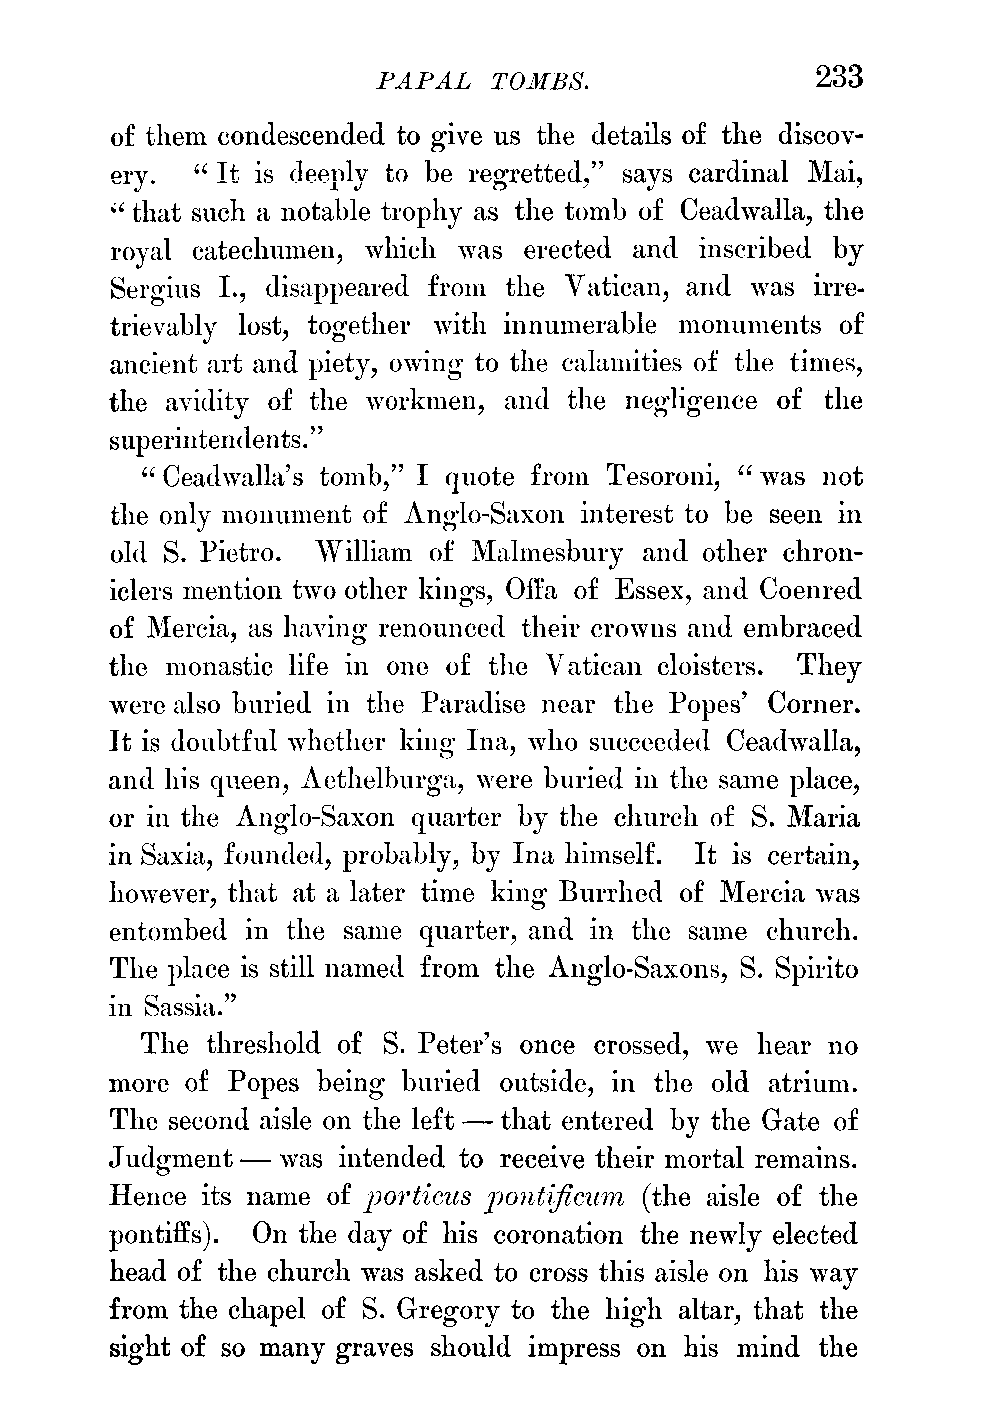 PAPAL TOMBS. 233
of them condescended to give us the details of the discov-
ery. “It is deeply to be regretted,” says cardinal Mai,
“that such a notable trophy as the tomb of Ceadwalla, the
royal catechumen, which was erected and inscribed by
Sergius I., disappeared from the Vatican, and was irre-
trievably lost, together with innumerable monuments of
ancient art and piety, owing to the calamities of the times,
the avidity of the workmen, and the negligence of the
superintendents.”
“Ceadwalla’s tomb,” I quote from Tesoroni, “was not
the only monument of Anglo-Saxon interest to be seen in
old S. Pietro. William of Malmesbury and other chron-
iclers mention two other kings, Offa of Essex, and Coenred
of Mercia, as having renounced their crowns and embraced
the monastic life in one of the Vatican cloisters. They
were also buried in the Paradise near the Popes’ Corner.
It is doubtful whether king Ina, who succeeded Ceadwalla,
and his queen, Aethelburga, were buried in the same place,
or in the Anglo-Saxon quarter by the church of S. Maria
in Saxia, founded, probably, by Ina himself. It is certain,
however, that at a later time king Burrhed of Mercia was
entombed in the same quarter, and in the same church.
The place is still named from the Anglo-Saxons, S. Spirito
in Sassia.”
The threshold of S. Peter’s once crossed, we hear no
more of Popes being buried outside, in the old atrium.
The second aisle on the left — that entered by the Gate of
Judgment — was intended to receive their mortal remains.
Hence its name of porticus pontificum (the aisle of the
pontiffs). On the day of his coronation the newly elected
head of the church was asked to cross this aisle on his way
from the chapel of S. Gregory to the high altar, that the
sight of so many graves should impress on his mind the